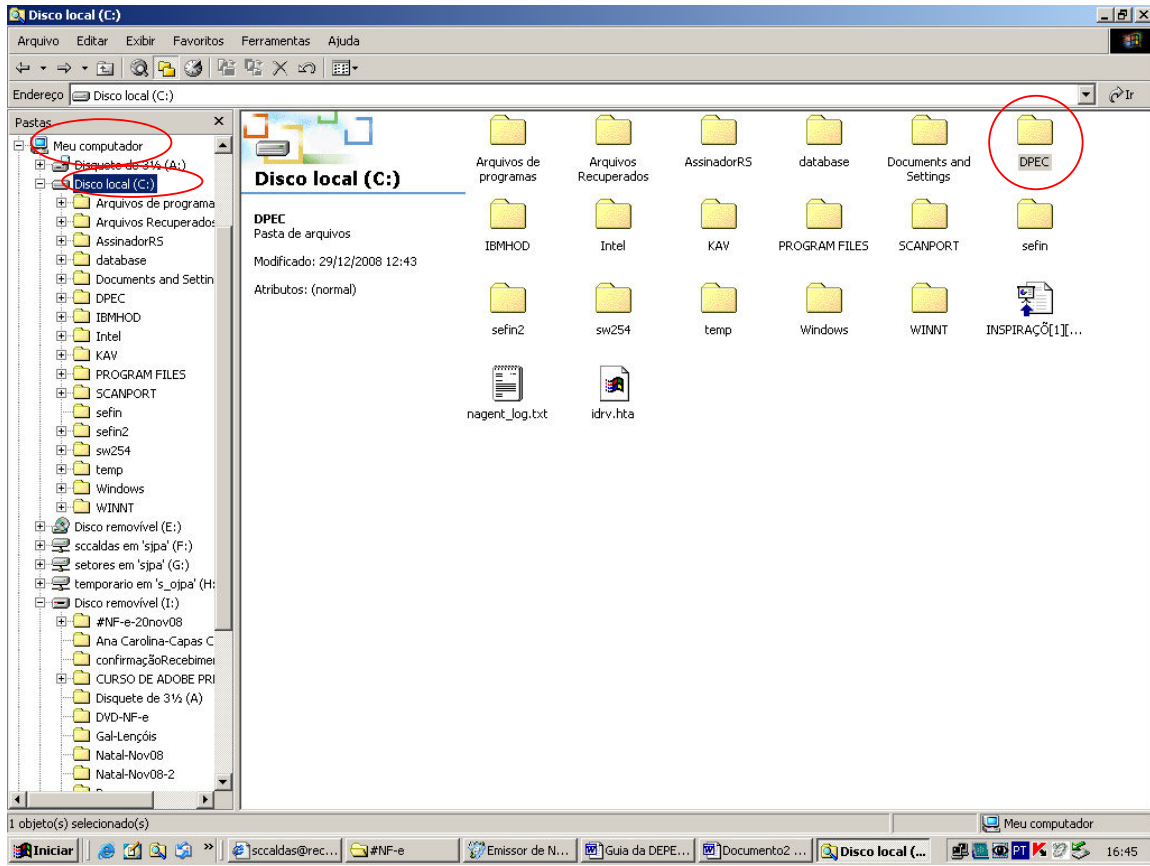 Disco local (C:)
Arquivo Editar Exibir Favoritos Ferramentas Ajuda
Endereço Disco local (C:) Ir
Pastas
Meu computador
Disquete de 3½ (A:)
Disco local (C:)
Arquivos de programa
Arquivos Recuperados
AssinadorRS
database
Documents and Settin
DPEC
IBMHOD
Intel
KAV
PROGRAM FILES
SCANPORT
sefin
sefin2
sw254
temp
Windows
WINNT
Disco removível (E:)
sccaldas em 'sjpa' (F:)
setores em 'sjpa' (G:)
temporario em 's_ojpa' (H:
Disco removível (I:)
#NF-e-20nov08
Ana Carolina-Capas C
confirmaçãoRecebimer
CURSO DE ADOBE PRI
Disquete de 3½ (A)
DVD-NF-e
Gal-Lençóis
Natal-Nov08
Natal-Nov08-2
Disco local (C:)
DPEC
Pasta de arquivos
Modificado: 29/12/2008 12:43
Atributos: (normal)
Arquivos de programas
Arquivos Recuperados
AssinadorRS
database
Documents and Settings
DPEC
IBMHOD
Intel
KAV
PROGRAM FILES
SCANPORT
sefin
sefin2
sw254
temp
Windows
WINNT
INSPIRAÇÕ[1][...
nagent_log.txt
idrv.hta
1 objeto(s) selecionado(s)
Meu computador
Iniciar
sccaldas@rec...
#NF-e
Emissor de N...
Guia da DEPE...
Documento2 ...
Disco local (...
PT
16:45